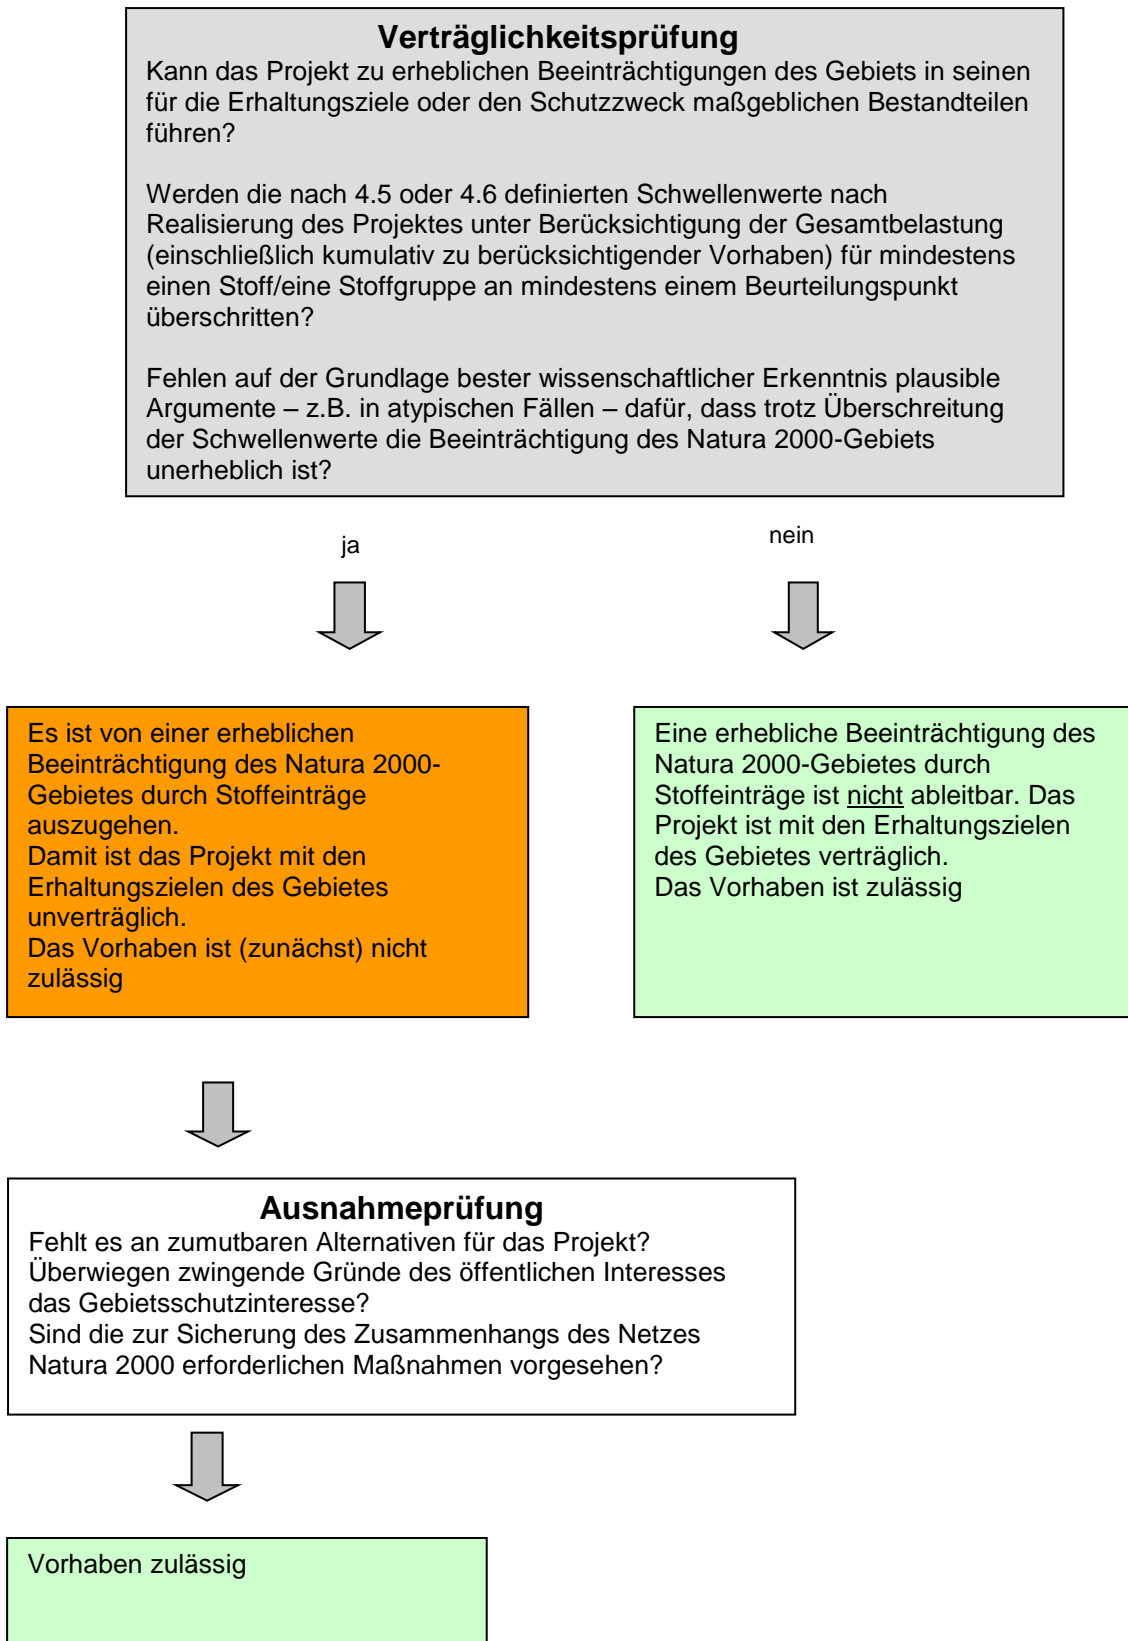 Verträglichkeitsprüfung
Kann das Projekt zu erheblichen Beeinträchtigungen des Gebiets in seinen
für die Erhaltungsziele oder den Schutzzweck maßgeblichen Bestandteilen
führen?
Werden die nach 4.5 oder 4.6 definierten Schwellenwerte nach
Realisierung des Projektes unter Berücksichtigung der Gesamtbelastung
(einschließlich kumulativ zu berücksichtigender Vorhaben) für mindestens
einen Stoff/eine Stoffgruppe an mindestens einem Beurteilungspunkt
überschritten?
Fehlen auf der Grundlage bester wissenschaftlicher Erkenntnis plausible
Argumente – z.B. in atypischen Fällen – dafür, dass trotz Überschreitung
der Schwellenwerte die Beeinträchtigung des Natura 2000-Gebiets
unerheblich ist?
ja
nein
Es ist von einer erheblichen
Beeinträchtigung des Natura 2000-
Gebietes durch Stoffeinträge
auszugehen.
Damit ist das Projekt mit den
Erhaltungszielen des Gebietes
unverträglich.
Das Vorhaben ist (zunächst) nicht
zulässig
Eine erhebliche Beeinträchtigung des
Natura 2000-Gebietes durch
Stoffeinträge ist nicht ableitbar. Das
Projekt ist mit den Erhaltungszielen
des Gebietes verträglich.
Das Vorhaben ist zulässig
Ausnahmeprüfung
Fehlt es an zumutbaren Alternativen für das Projekt?
Überwiegen zwingende Gründe des öffentlichen Interesses
das Gebietsschutzinteresse?
Sind die zur Sicherung des Zusammenhangs des Netzes
Natura 2000 erforderlichen Maßnahmen vorgesehen?
Vorhaben zulässig